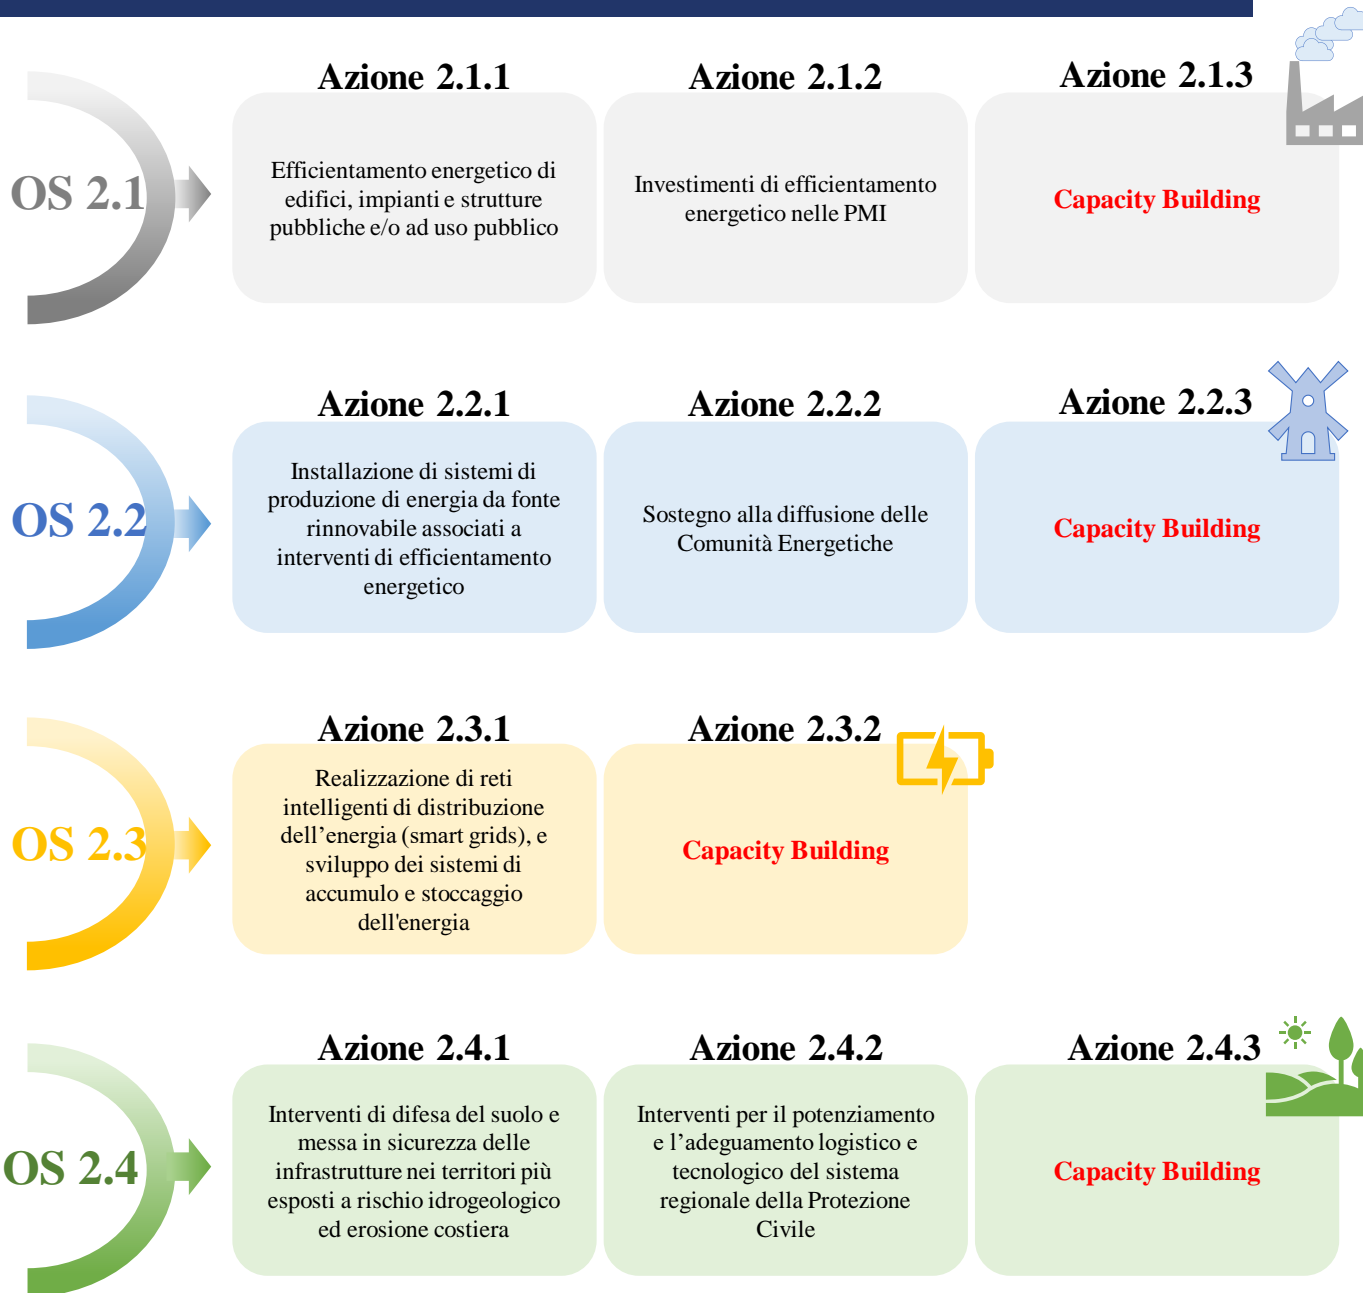 Azione 2.1.1
Azione 2.1.2
Azione 2.1.3
OS 2.1
Efficientamento energetico di
edifici, impianti e strutture
pubbliche e/o ad uso pubblico
Investimenti di efficientamento
energetico nelle PMI
Capacity Building
Azione 2.2.1
Azione 2.2.2
Azione 2.2.3
OS 2.2
Installazione di sistemi di
produzione di energia da fonte
rinnovabile associati a
interventi di efficientamento
energetico
Sostegno alla diffusione delle
Comunità Energetiche
Capacity Building
Azione 2.3.1
Azione 2.3.2
OS 2.3
Realizzazione di reti
intelligenti di distribuzione
dell’energia (smart grids), e
sviluppo dei sistemi di
accumulo e stoccaggio
dell'energia
Capacity Building
Azione 2.4.1
Azione 2.4.2
Azione 2.4.3
OS 2.4
Interventi di difesa del suolo e
messa in sicurezza delle
infrastrutture nei territori più
esposti a rischio idrogeologico
ed erosione costiera
Interventi per il potenziamento
e l’adeguamento logistico e
tecnologico del sistema
regionale della Protezione
Civile
Capacity Building